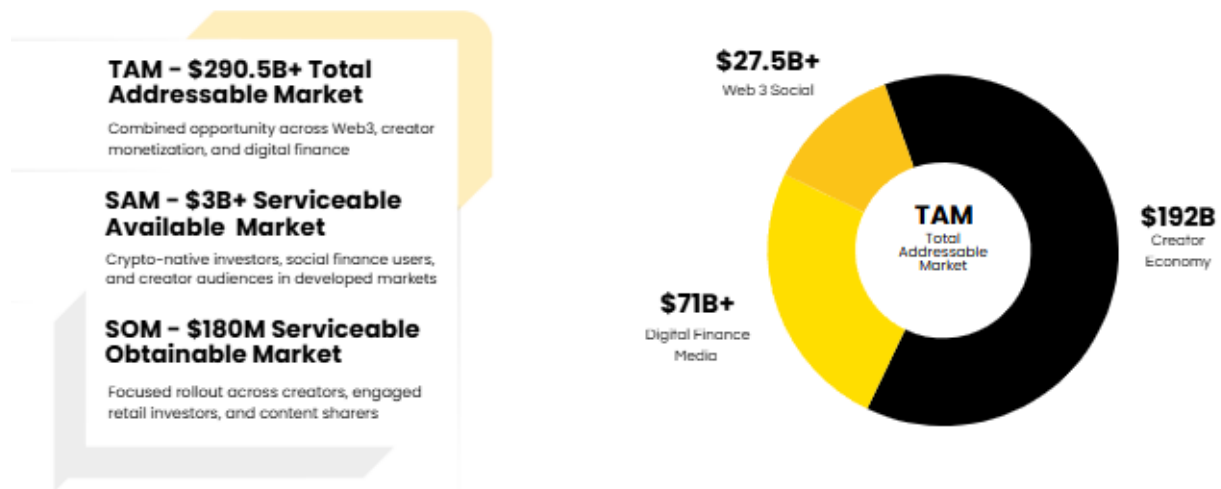 TAM - $290.5B+ Total
Addressable Market
Combined opportunity across Web3, creator
monetization, and digital finance
SAM - $3B+ Serviceable
Available Market
Crypto-native investors, social finance users,
and creator audiences in developed markets
SOM - $180M Serviceable
Obtainable Market
Focused rollout across creators, engaged
retail investors, and content sharers
$27.5B+
Web 3 Social
TAM
Total
Addressable
Market
$192B
Creator
Economy
$71B+
Digital Finance
Media